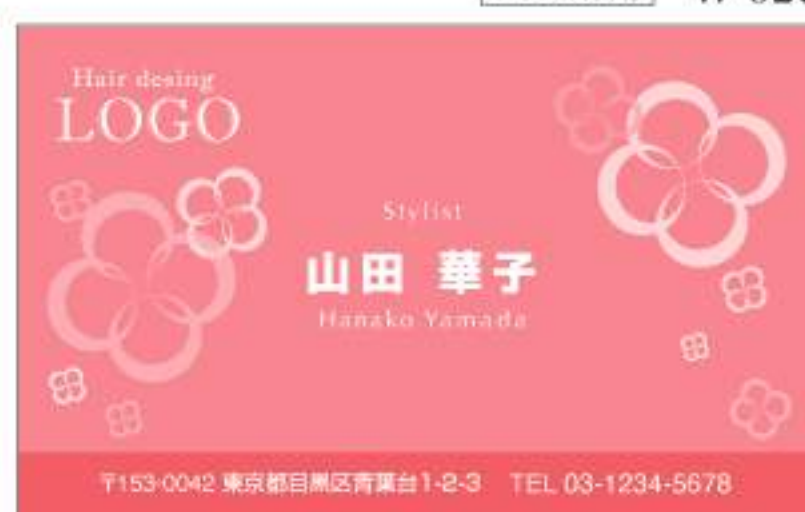 Hair desing
LOGO
Stylist
山田 華子
Hanako Yamada
〒153-0042 東京都目黒区青葉台1-2-3 TEL 03-1234-5678